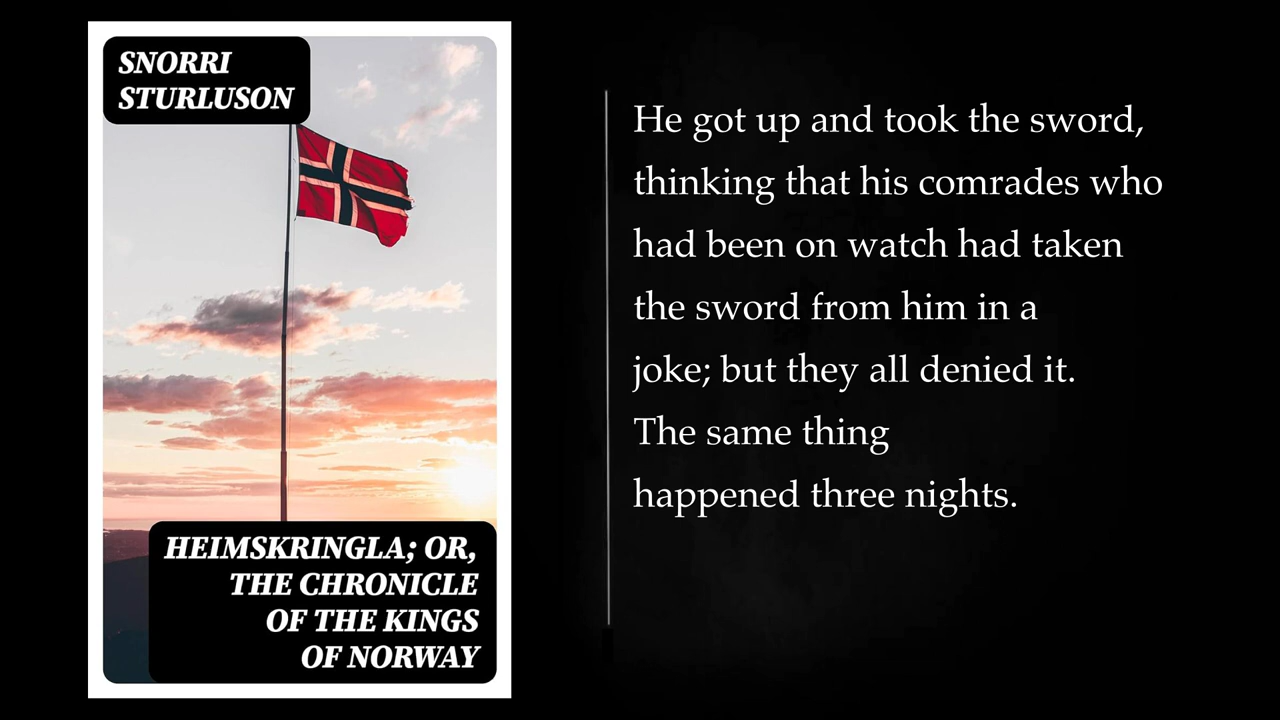 SNORRI
STURLUSON
HEIMSKRINGLA; OR,
THE CHRONICLE
OF THE KINGS
OF NORWAY
He got up and took the sword,
thinking that his comrades who
had been on watch had taken
the sword from him in a
joke; but they all denied it.
The same thing
happened three nights.